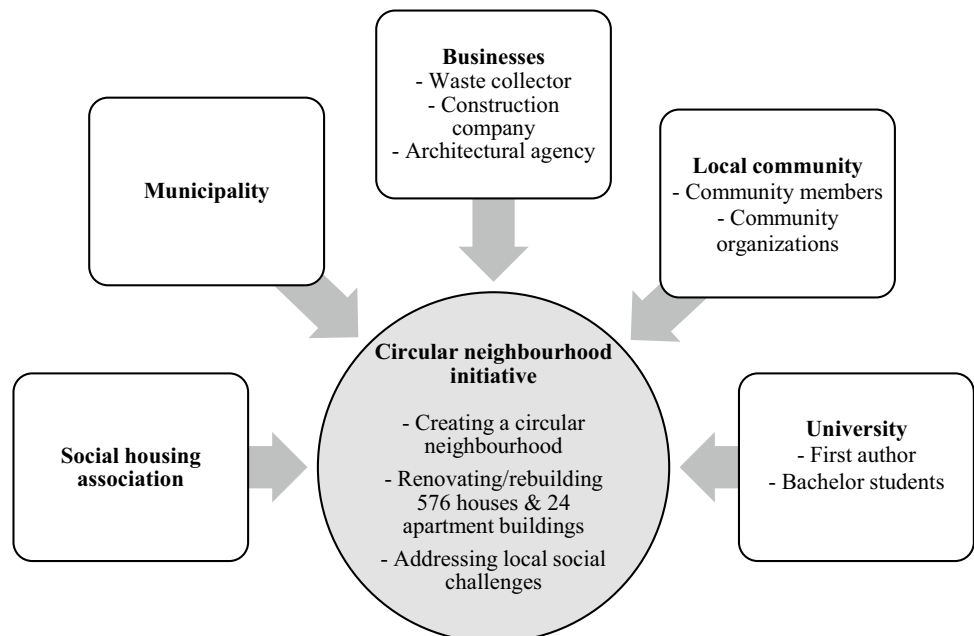 Businesses
- Waste collector
- Construction
company
- Architectural agency
Municipality
Local community
- Community members
- Community
organizations
Social housing
association
Circular neighbourhood
initiative
- Creating a circular
neighbourhood
- Renovating/rebuilding
576 houses & 24
apartment buildings
- Addressing local social
challenges
University
- First author
- Bachelor students